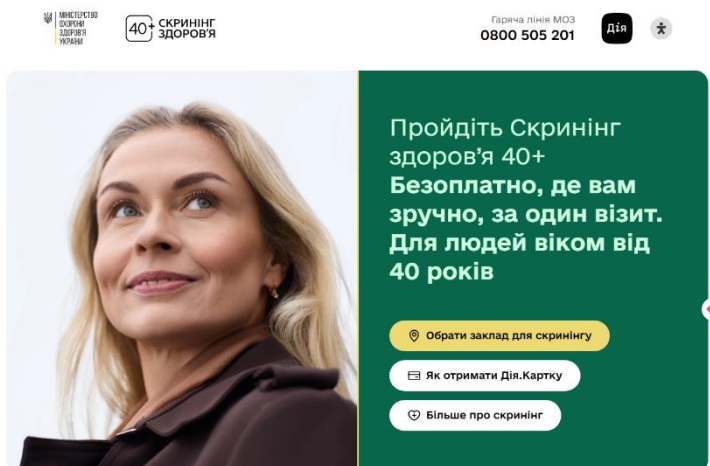 МІНІСТЕРСТВО
ОХОРОНИ
ЗДОРОВ'Я
УКРАЇНИ
40+ СКРИНІНГ
ЗДОРОВ'Я
Гаряча лінія МОЗ
0800 505 201
Дія
Пройдіть Скринінг
здоров’я 40+
Безоплатно, де вам
зручно, за один візит.
Для людей віком від
40 років
Обрати заклад для скринінгу
Як отримати Дія.Картку
Більше про скринінг